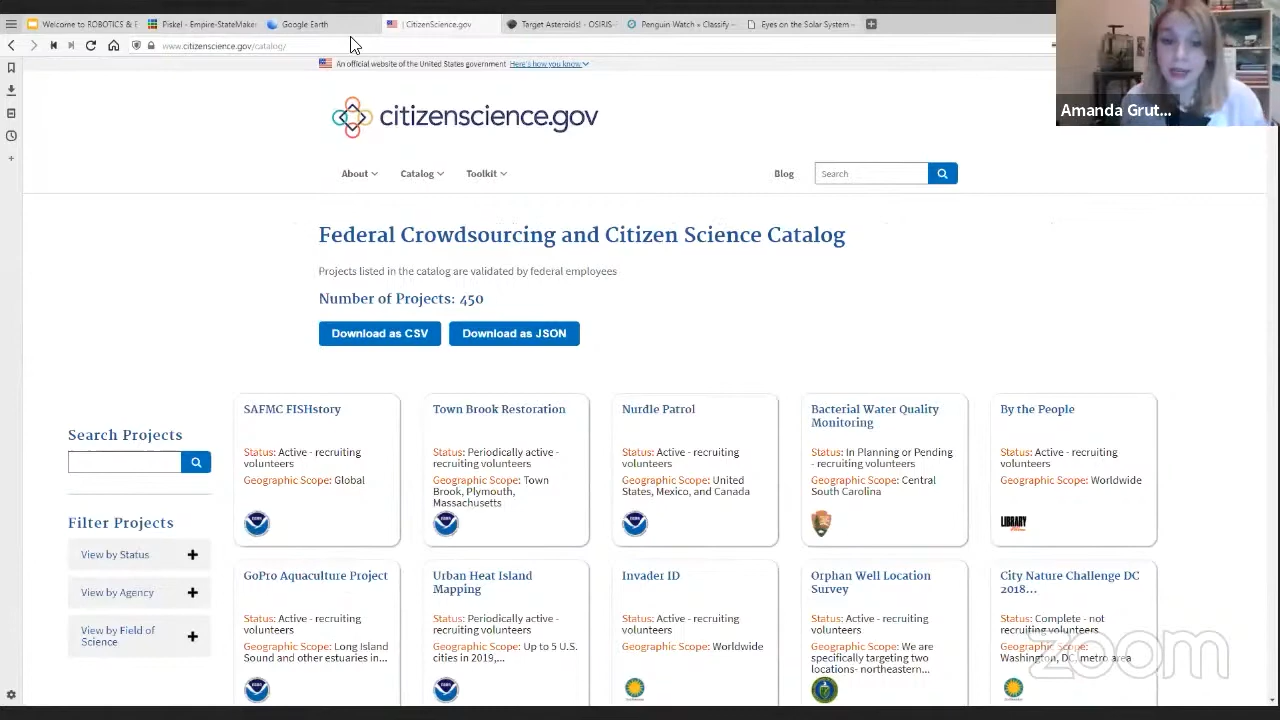 Welcome to ROBOTICS & E
Piskel - Empire-StateMaker
Google Earth
| CitizenScience.gov
Target Asteroids! - OSIRIS-
Penguin Watch « Classify —
Eyes on the Solar System —
www.citizenscience.gov/catalog/
An official website of the United States government Here's how you know
citizenscience.gov
About
Catalog
Toolkit
Blog
Search
Amanda Grut...
Federal Crowdsourcing and Citizen Science Catalog
Projects listed in the catalog are validated by federal employees
Number of Projects: 450
Download as CSV
Download as JSON
Search Projects
Filter Projects
View by Status
View by Agency
View by Field of
Science
SAFMC FISHstory
Status: Active - recruiting
volunteers
Geographic Scope: Global
Town Brook Restoration
Status: Periodically active -
recruiting volunteers
Geographic Scope: Town
Brook, Plymouth,
Massachusetts
Nurdle Patrol
Status: Active - recruiting
volunteers
Geographic Scope: United
States, Mexico, and Canada
Bacterial Water Quality
Monitoring
Status: In Planning or Pending
- recruiting volunteers
Geographic Scope: Central
South Carolina
By the People
Status: Active - recruiting
volunteers
Geographic Scope: Worldwide
LIBRARY
GoPro Aquaculture Project
Status: Active - recruiting
volunteers
Geographic Scope: Long Island
Sound and other estuaries in...
Urban Heat Island
Mapping
Status: Periodically active -
recruiting volunteers
Geographic Scope: Up to 5 U.S.
cities in 2019,...
Invader ID
Status: Active - recruiting
volunteers
Geographic Scope: Worldwide
Orphan Well Location
Survey
Status: Active - recruiting
volunteers
Geographic Scope: We are
specifically targeting two
locations- northeastern...
City Nature Challenge DC
2018...
Status: Complete - not
recruiting volunteers
Geographic Scope:
Washington, DC, metro area
zoom